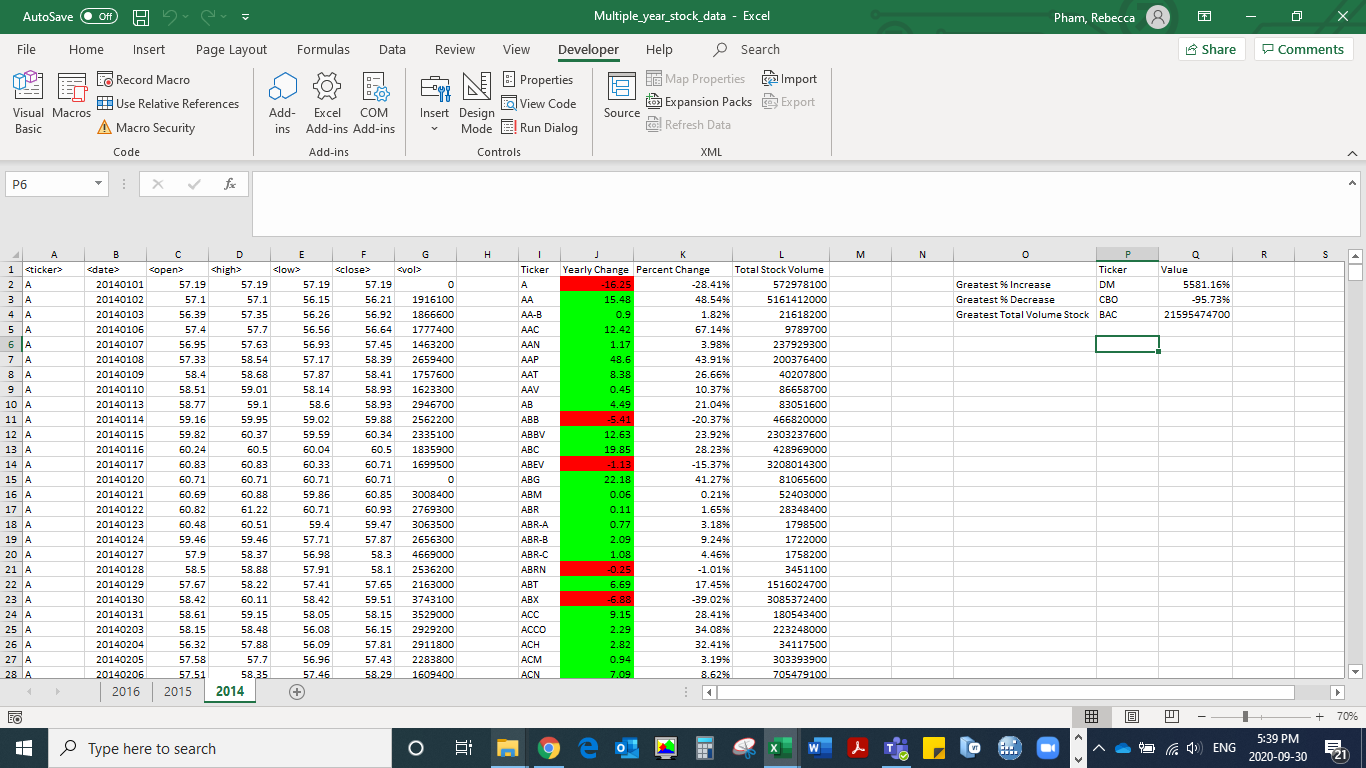 AutoSave Off Multiple_year_stock_data - Excel Pham, Rebecca
File Home Insert Page Layout Formulas Data Review View Developer Help Search Share Comments
Visual Basic
Macros
Record Macro
Use Relative References
Macro Security
Code
Add-ins
Excel Add-ins
COM Add-ins
Add-ins
Insert
Design Mode
Properties
View Code
Run Dialog
Controls
Source
Map Properties
Expansion Packs
Refresh Data
Import
Export
XML
P6 fx
A B C D E F G H I J K L M N O P Q R S
1 <ticker> <date> <open> <high> <low> <close> <vol> Ticker Yearly Change Percent Change Total Stock Volume Ticker Value
2 A 20140101 57.19 57.19 57.19 57.19 0 A -16.26 -28.41% 572978100 Greatest % Increase DM 5581.16%
3 A 20140102 57.1 57.1 56.15 56.21 1916100 AA 15.48 48.54% 5161412000 Greatest % Decrease CBO -95.73%
4 A 20140103 56.39 57.35 56.26 56.92 1866600 AA-B 0.9 1.82% 21618200 Greatest Total Volume Stock BAC 21595474700
5 A 20140106 57.4 57.7 56.56 56.64 1777400 AAC 12.42 67.14% 9789700
6 A 20140107 56.95 57.63 56.93 57.45 1463200 AAN 1.17 3.98% 237929300
7 A 20140108 57.33 58.54 57.17 58.39 2659400 AAP 48.6 43.91% 200376400
8 A 20140109 58.4 58.68 57.87 58.41 1757600 AAT 8.38 26.66% 40207800
9 A 20140110 58.51 59.01 58.14 58.93 1623300 AAV 0.45 10.37% 86658700
10 A 20140113 58.77 59.1 58.6 58.93 2946700 AB 4.49 21.04% 83051600
11 A 20140114 59.16 59.95 59.02 59.88 2562200 ABB -5.41 -20.37% 466820000
12 A 20140115 59.82 60.37 59.59 60.34 2335100 ABBV 12.63 23.92% 2303237600
13 A 20140116 60.24 60.5 60.04 60.5 1835900 ABC 19.85 28.23% 428969000
14 A 20140117 60.83 60.83 60.33 60.71 1699500 ABEV -1.13 -15.37% 3208014300
15 A 20140120 60.71 60.71 60.71 60.71 0 ABG 22.18 41.27% 81065600
16 A 20140121 60.69 60.88 59.86 60.85 3008400 ABM 0.06 0.21% 52403000
17 A 20140122 60.82 61.22 60.71 60.93 2769300 ABR 0.11 1.65% 28348400
18 A 20140123 60.48 60.51 59.4 59.47 3063500 ABR-A 0.77 3.18% 1798500
19 A 20140124 59.46 59.46 57.71 57.87 2656300 ABR-B 2.09 9.24% 1722000
20 A 20140127 57.9 58.37 56.98 58.3 4669000 ABR-C 1.08 4.46% 1758200
21 A 20140128 58.5 58.88 57.91 58.1 2536200 ABRN -0.25 -1.01% 3451100
22 A 20140129 57.67 58.22 57.41 57.65 2163000 ABT 6.69 17.45% 1516024700
23 A 20140130 58.42 60.11 58.42 59.51 3743100 ABX -6.88 -39.02% 3085372400
24 A 20140131 58.61 59.15 58.05 58.15 3529000 ACC 9.15 28.41% 180543400
25 A 20140203 58.15 58.48 56.08 56.15 2929200 ACCO 2.29 34.08% 223248000
26 A 20140204 56.32 57.88 56.09 57.81 2911800 ACH 2.82 32.41% 34117500
27 A 20140205 57.58 57.7 56.96 57.43 2283800 ACM 0.94 3.19% 303393900
28 A 20140206 57.51 58.35 57.46 58.29 1609400 ACN 7.09 8.62% 705479100
2016 2015 2014
70%
Type here to search
ENG 5:39 PM
2020-09-30
21